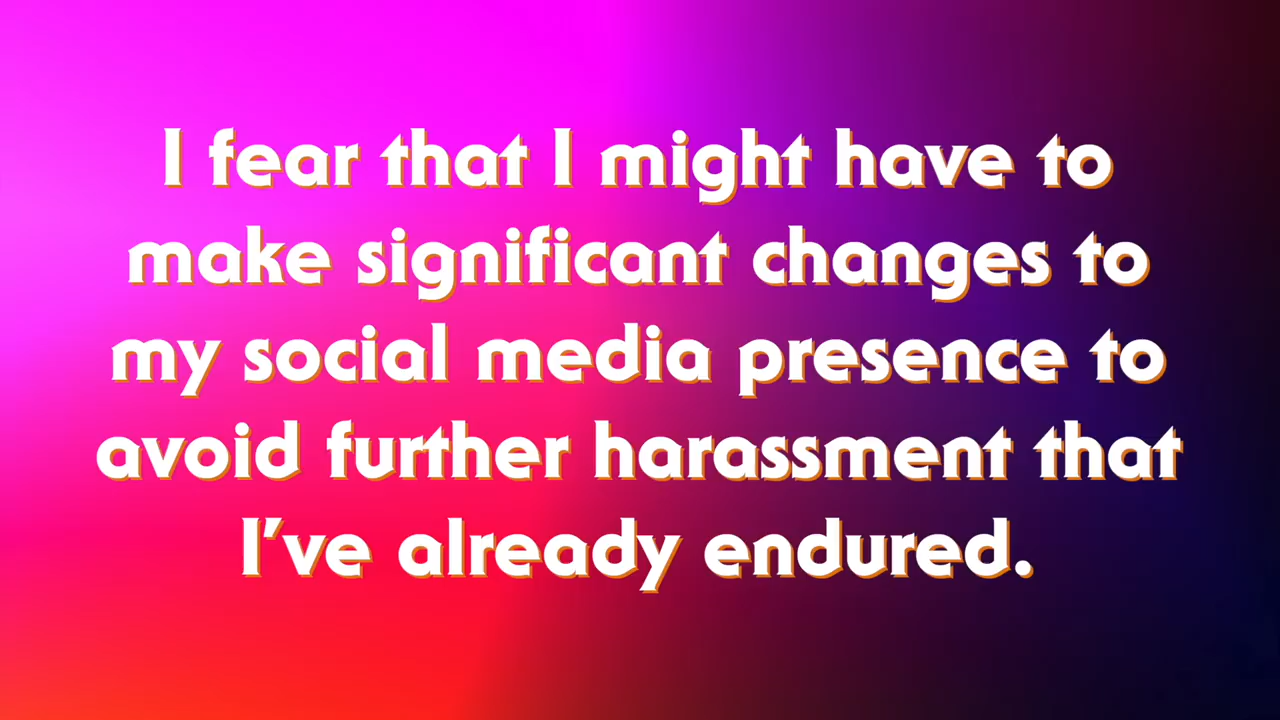 I fear that I might have to
make significant changes to
my social media presence to
avoid further harassment that
I've already endured.